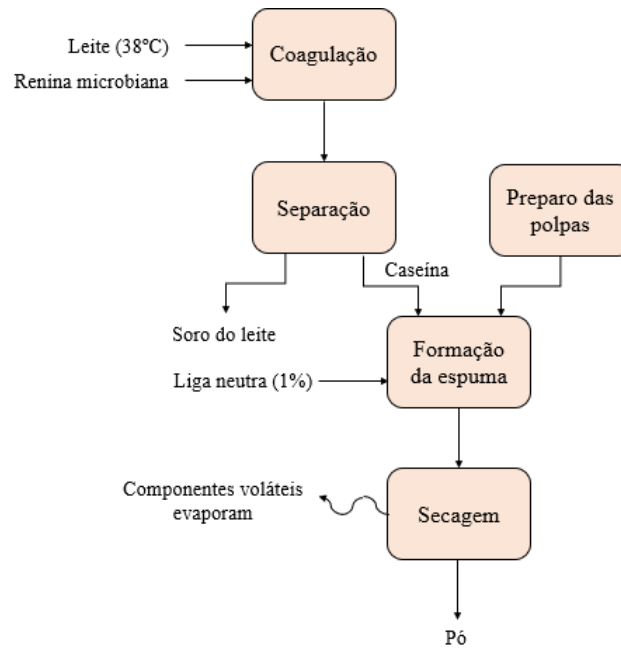 Leite (38°C)
Renina microbiana
Coagulação
Separação
Preparo das
polpas
Caseína
Soro do leite
Formação
da espuma
Liga neutra (1%)
Componentes voláteis
evaporam
Secagem
Pó